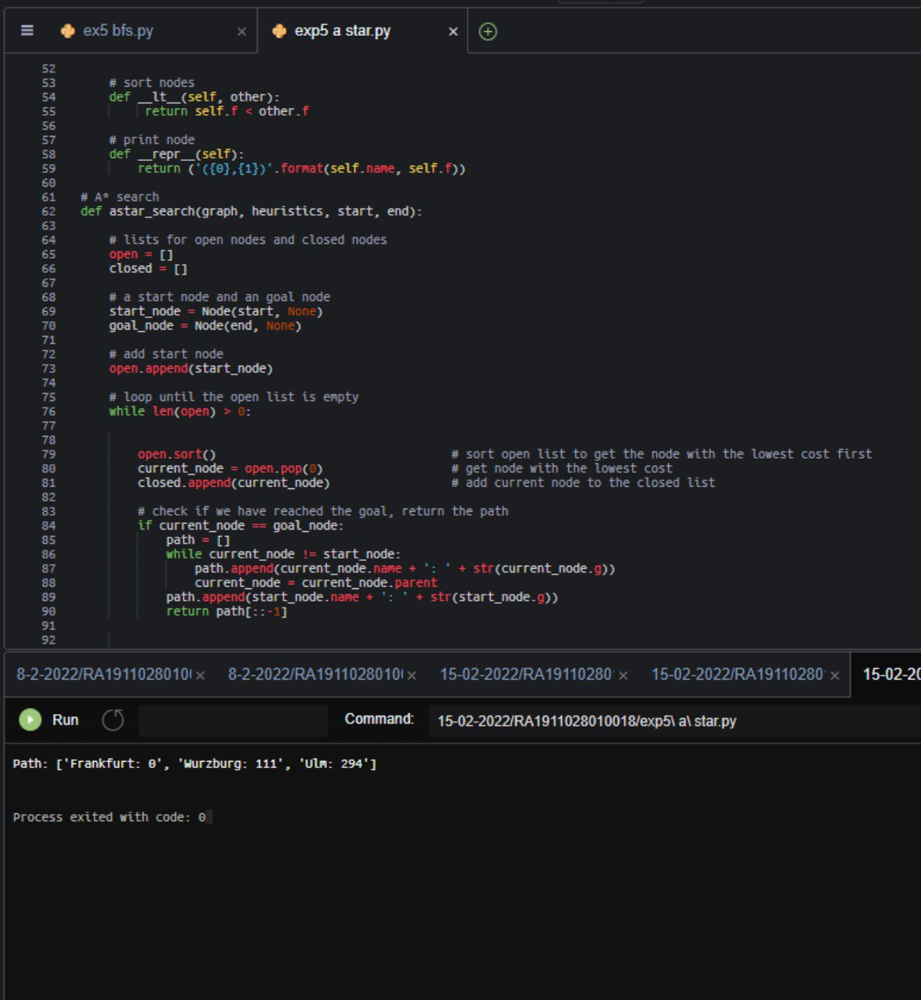 ex5 bfs.py × exp5 a star.py ×
52
53 # sort nodes
54 def __lt__(self, other):
55 return self.f < other.f
56
57 # print node
58 def __repr__(self):
59 return ('({0},{1})'.format(self.name, self.f))
60
61 # A* search
62 def astar_search(graph, heuristics, start, end):
63
64 # lists for open nodes and closed nodes
65 open = []
66 closed = []
67
68 # a start node and an goal node
69 start_node = Node(start, None)
70 goal_node = Node(end, None)
71
72 # add start node
73 open.append(start_node)
74
75 # loop until the open list is empty
76 while len(open) > 0:
77
78
79 open.sort() # sort open list to get the node with the lowest cost first
80 current_node = open.pop(0) # get node with the lowest cost
81 closed.append(current_node) # add current node to the closed list
82
83 # check if we have reached the goal, return the path
84 if current_node == goal_node:
85 path = []
86 while current_node != start_node:
87 path.append(current_node.name + ': ' + str(current_node.g))
88 current_node = current_node.parent
89 path.append(start_node.name + ': ' + str(start_node.g))
90 return path[::-1]
91
92
8-2-2022/RA1911028010 × 8-2-2022/RA1911028010 × 15-02-2022/RA19110280 × 15-02-2022/RA19110280 × 15-02-20
Run Command: 15-02-2022/RA1911028010018/exp5\ a\ star.py
Path: ['Frankfurt: 0', 'Wurzburg: 111', 'Ulm: 294']
Process exited with code: 0